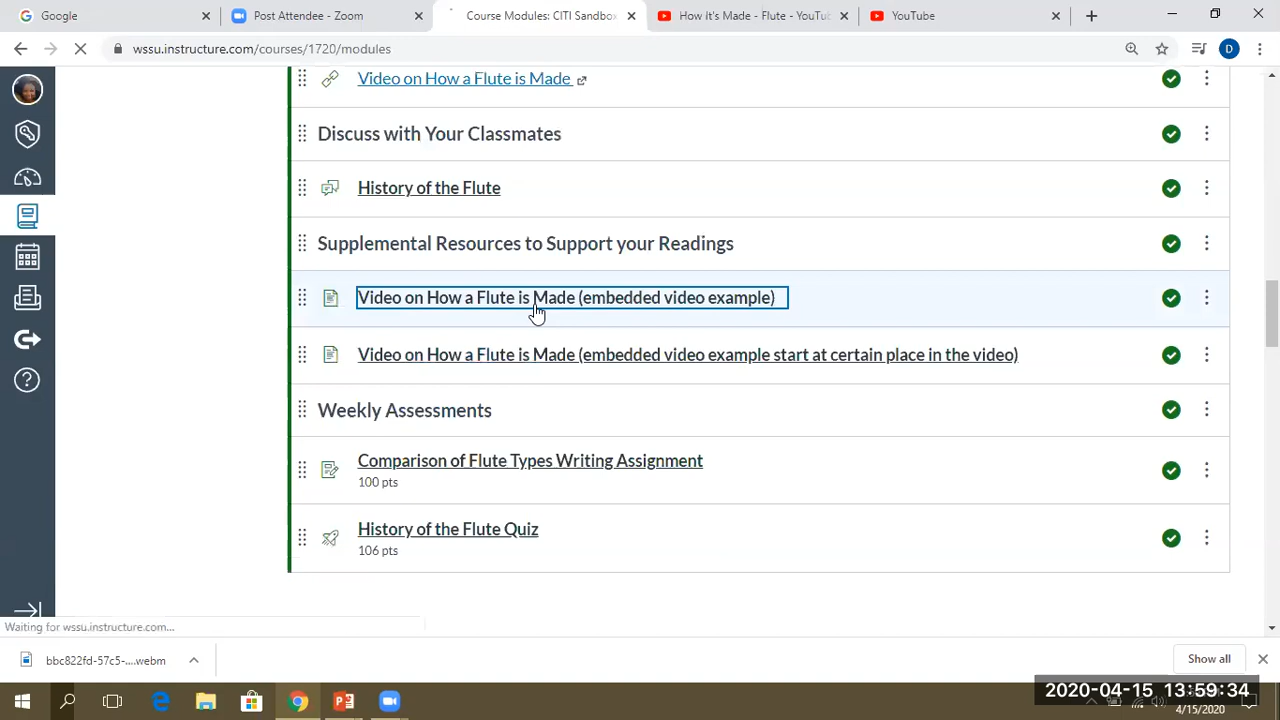 Google
Post Attendee - Zoom
Course Modules: CITI Sandbo
How It's Made - Flute - YouTu
YouTube
wssu.instructure.com/courses/1720/modules
D
Video on How a Flute is Made
Discuss with Your Classmates
History of the Flute
Supplemental Resources to Support your Readings
Video on How a Flute is Made (embedded video example)
Video on How a Flute is Made (embedded video example start at certain place in the video)
Weekly Assessments
Comparison of Flute Types Writing Assignment
100 pts
History of the Flute Quiz
106 pts
Waiting for wssu.instructure.com...
bbc822fd-57c5-....webm
Show all
2020-04-15 13:59:34
4/15/2020